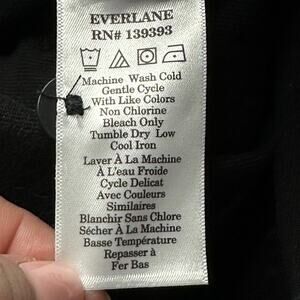 EVERLANE
RN# 139393
Machine Wash Cold
Gentle Cycle
With Like Colors
Non Chlorine
Bleach Only
Tumble Dry Low
Cool Iron
Laver À La Machine
À L'eau Froide
Cycle Delicat
Avec Couleurs
Similaires
Blanchir Sans Chlore
Sécher À La Machine
Basse Température
Repasser à
Fer Bas